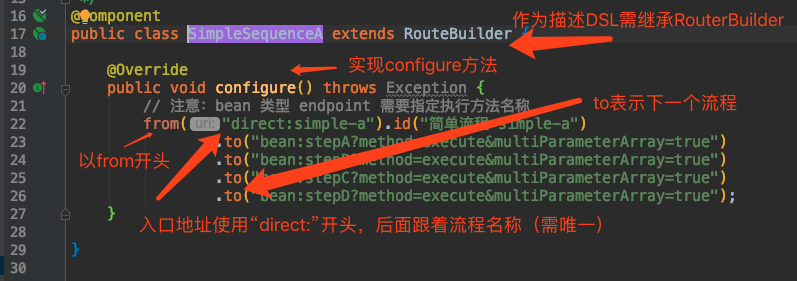 15
16 @Component
作为描述DSL需继承RouterBuilder
17 public class SimpleSequenceA extends RouteBuilder {
18
实现configure方法
19 @Override
20 public void configure() throws Exception {
to表示下一个流程
21 // 注意：bean 类型 endpoint 需要指定执行方法名称
22 from( uri: "direct:simple-a").id("简单流程 simple-a")
23 .to("bean:stepA?method=execute&multiParameterArray=true")
以from开头
24 .to("bean:stepB?method=execute&multiParameterArray=true")
25 .to("bean:stepC?method=execute&multiParameterArray=true")
26 .to("bean:stepD?method=execute&multiParameterArray=true");
27 }
入口地址使用“direct:”开头，后面跟着流程名称（需唯一）
28
29 }
30